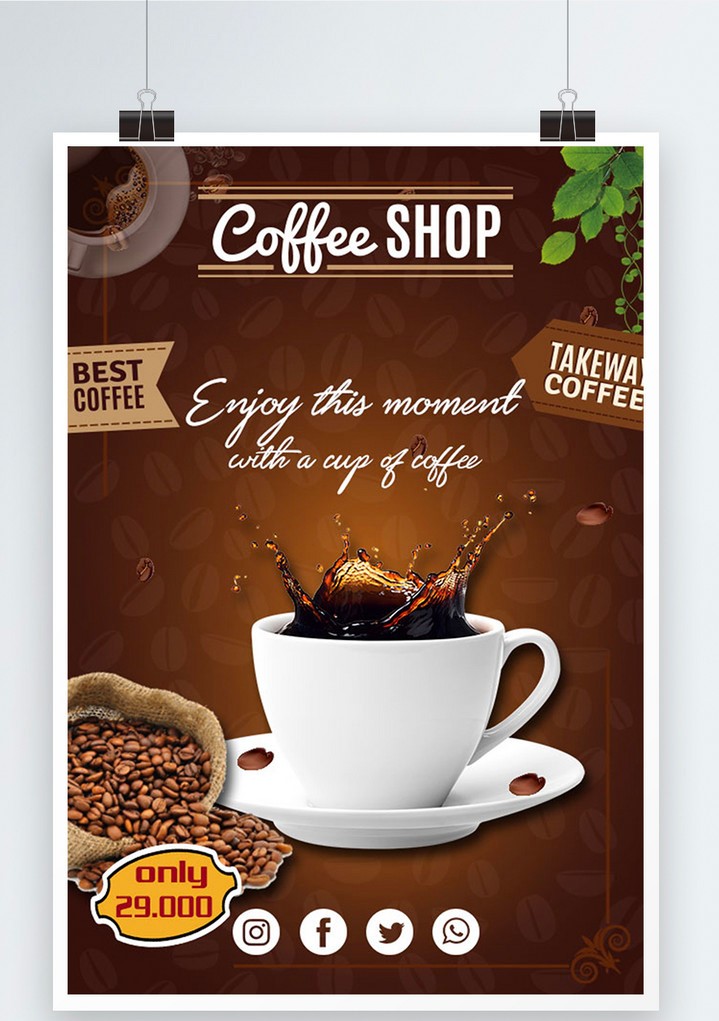 Coffee SHOP
BEST
COFFEE
TAKEWAY
COFFEE
Enjoy this moment
with a cup of coffee
only
29.000